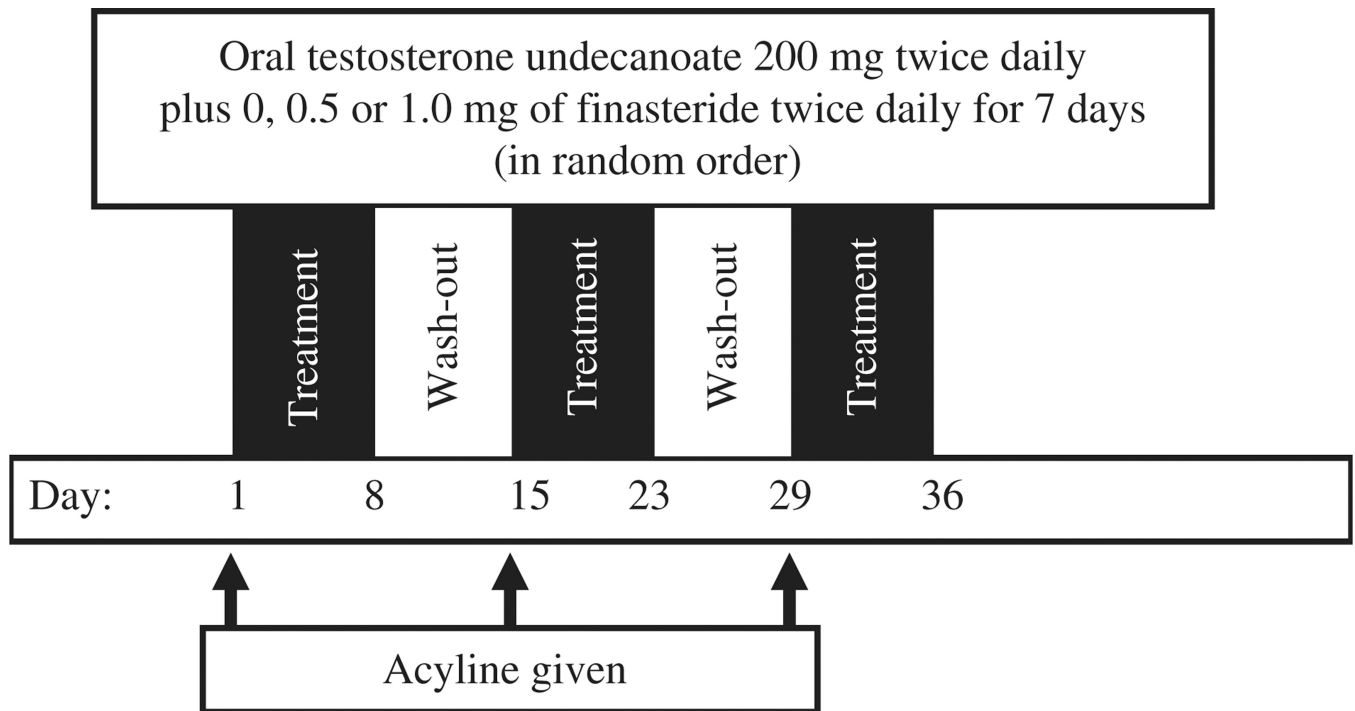 Oral testosterone undecanoate 200 mg twice daily
plus 0, 0.5 or 1.0 mg of finasteride twice daily for 7 days
(in random order)
Treatment
Wash-out
Treatment
Wash-out
Treatment
Day: 1 8 15 23 29 36
Acyline given